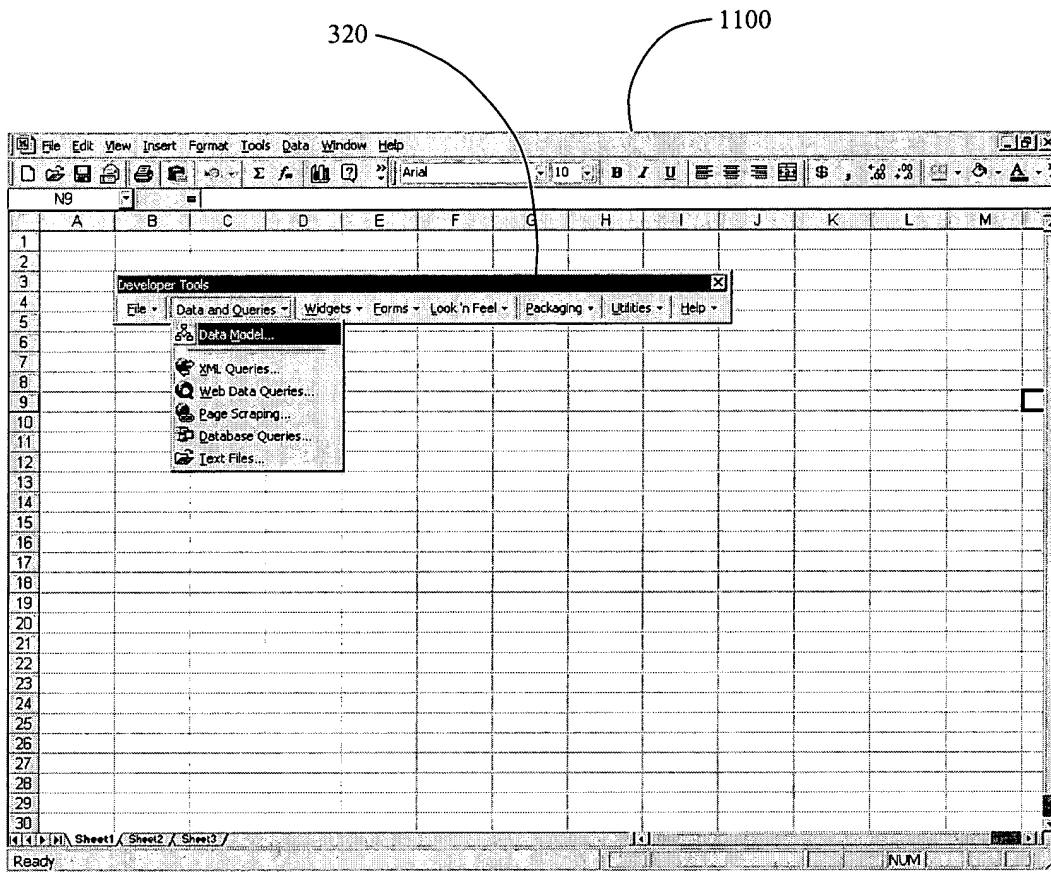 320
1100
File Edit View Insert Format Tools Data Window Help
Σ Arial 10 B I U $ , .00 A
N9 =
A B C D E F G H I J K L M
1
2
3
Developer Tools
4
File Data and Queries Widgets Forms Look 'n Feel Packaging Utilities Help
5
6
Data Model...
7
XML Queries...
8
Web Data Queries...
9
Page Scraping...
10
11
Database Queries...
12
Text Files...
13
14
15
16
17
18
19
20
21
22
23
24
25
26
27
28
29
30
Sheet1 Sheet2 Sheet3
Ready NUM